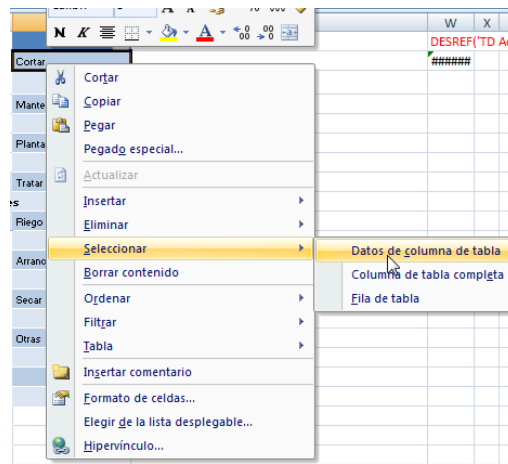 N K
W X
DESREF('TD A
######
Cortar
Mante
Planta
Tratar
es
Riego
Arranc
Secar
Otras
Cortar
Copiar
Pegar
Pegado especial...
Actualizar
Insertar
Eliminar
Seleccionar
Borrar contenido
Ordenar
Filtrar
Tabla
Insertar comentario
Formato de celdas...
Elegir de la lista desplegable...
Hipervínculo...
Datos de columna de tabla
Columna de tabla completa
Fila de tabla